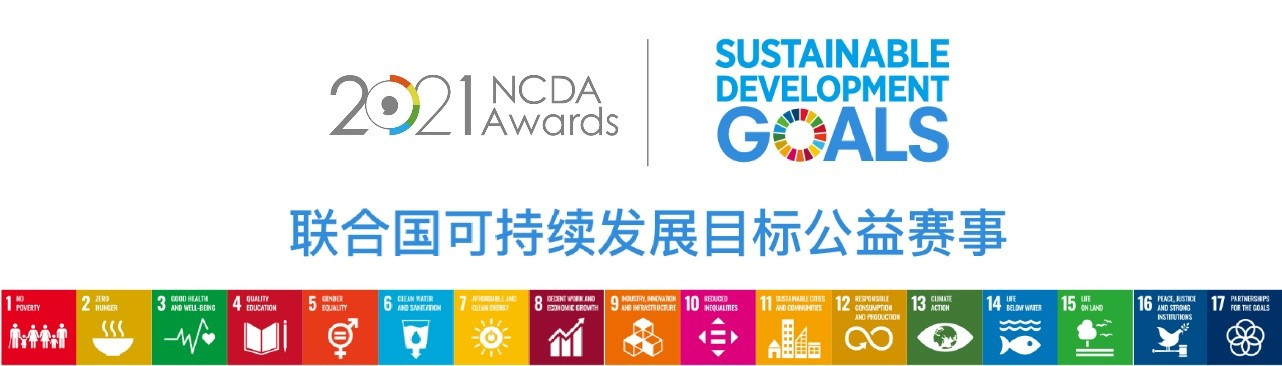 2021 NCDA
Awards
SUSTAINABLE
DEVELOPMENT
GOALS
联合国可持续发展目标公益赛事
1 NO
POVERTY
2 ZERO
HUNGER
3 GOOD HEALTH
AND WELL-BEING
4 QUALITY
EDUCATION
5 GENDER
EQUALITY
6 CLEAN WATER
AND SANITATION
7 AFFORDABLE AND
CLEAN ENERGY
8 DECENT WORK AND
ECONOMIC GROWTH
9 INDUSTRY, INNOVATION
AND INFRASTRUCTURE
10 REDUCED
INEQUALITIES
11 SUSTAINABLE CITIES
AND COMMUNITIES
12 RESPONSIBLE
CONSUMPTION
AND PRODUCTION
13 CLIMATE
ACTION
14 LIFE
BELOW WATER
15 LIFE
ON LAND
16 PEACE, JUSTICE
AND STRONG
INSTITUTIONS
17 PARTNERSHIPS
FOR THE GOALS